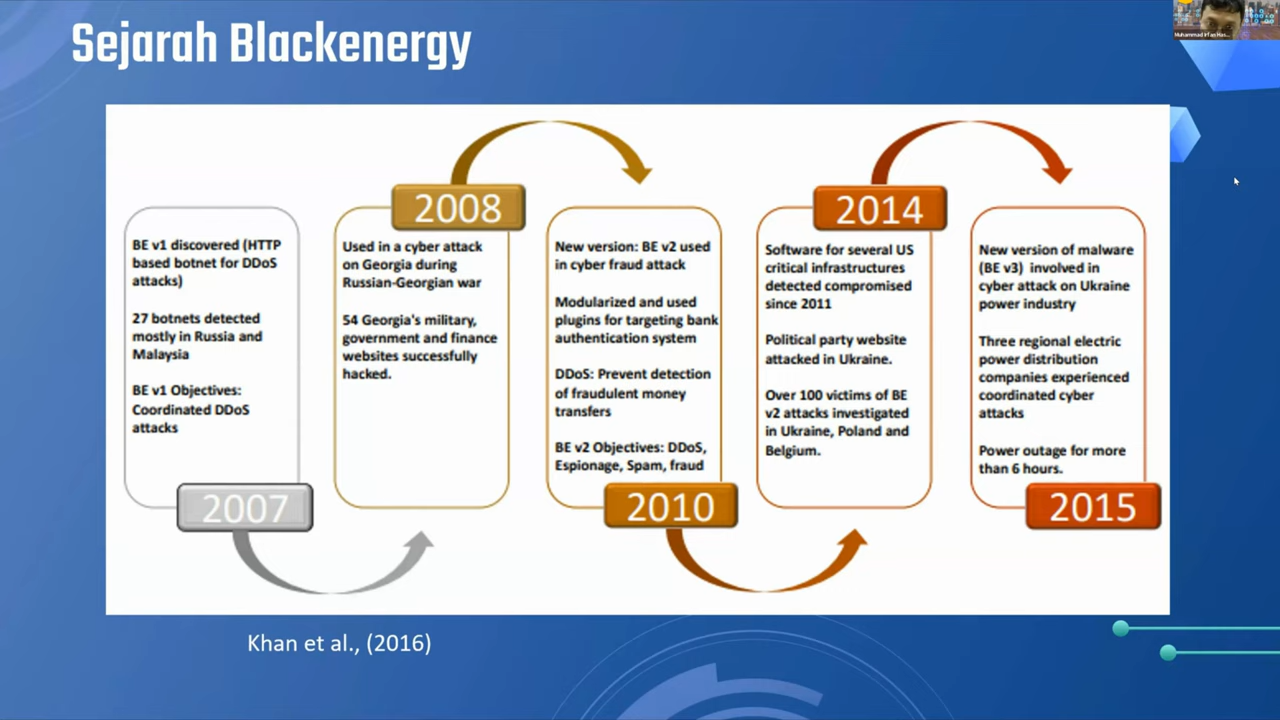 Sejarah Blackenergy
BE v1 discovered (HTTP
based botnet for DDoS
attacks)
27 botnets detected
mostly in Russia and
Malaysia
BE v1 Objectives:
Coordinated DDoS
attacks
2007
2008
Used in a cyber attack
on Georgia during
Russian-Georgian war
54 Georgia's military,
government and finance
websites successfully
hacked.
New version: BE v2 used
in cyber fraud attack
Modularized and used
plugins for targeting bank
authentication system
DDoS: Prevent detection
of fraudulent money
transfers
BE v2 Objectives: DDoS,
Espionage, Spam, fraud
2010
2014
Software for several US
critical infrastructures
detected compromised
since 2011
Political party website
attacked in Ukraine.
Over 100 victims of BE
v2 attacks investigated
in Ukraine, Poland and
Belgium.
New version of malware
(BE v3) involved in
cyber attack on Ukraine
power industry
Three regional electric
power distribution
companies experienced
coordinated cyber
attacks
Power outage for more
than 6 hours.
2015
Khan et al., (2016)
Muhammad Irfan Has...